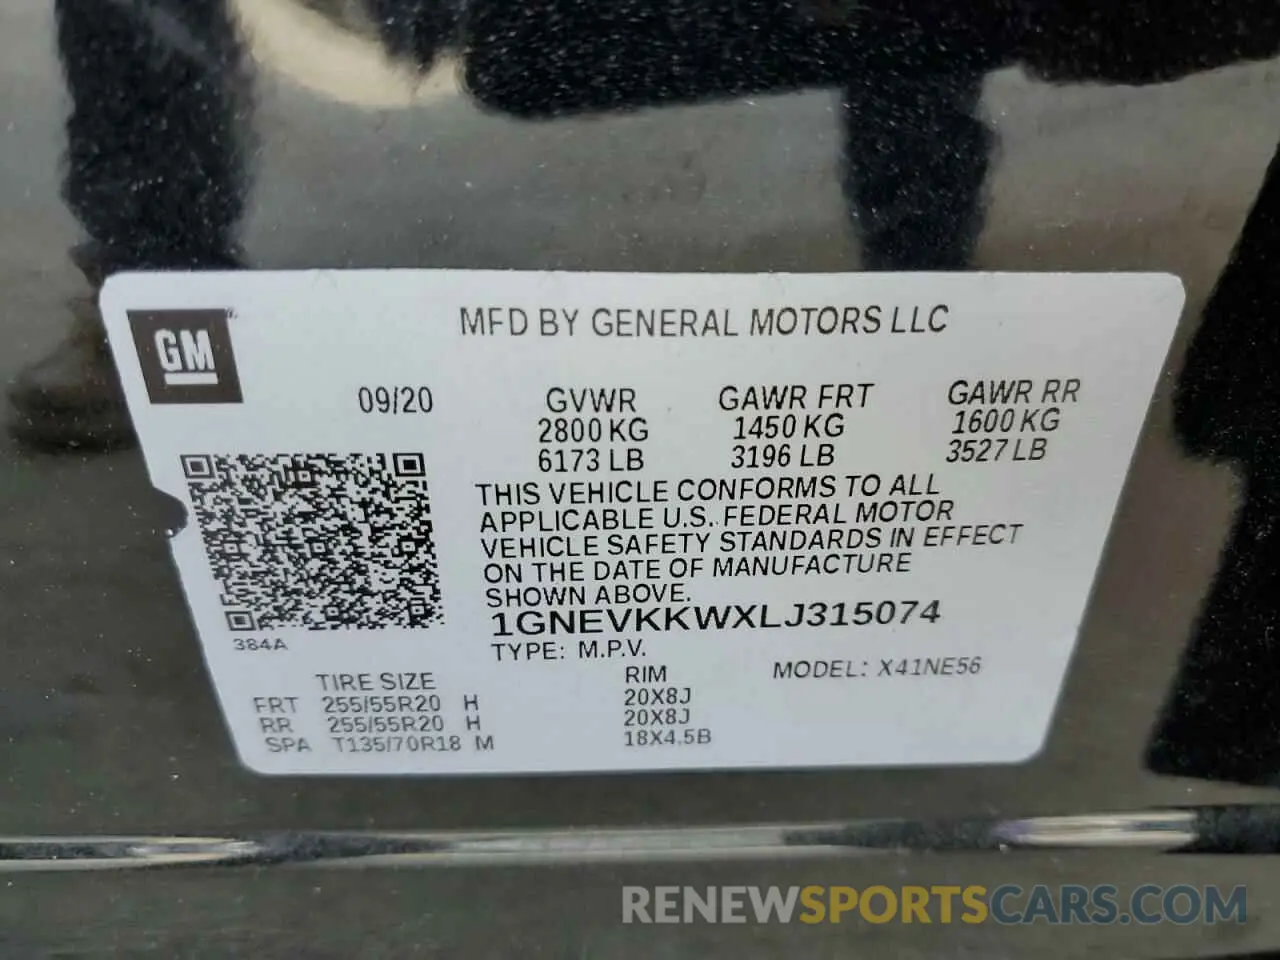 MFD BY GENERAL MOTORS LLC
GM
09/20 GVWR GAWR FRT GAWR RR
2800 KG 1450 KG 1600 KG
6173 LB 3196 LB 3527 LB
THIS VEHICLE CONFORMS TO ALL
APPLICABLE U.S. FEDERAL MOTOR
VEHICLE SAFETY STANDARDS IN EFFECT
ON THE DATE OF MANUFACTURE
SHOWN ABOVE.
1GNEVKKWXLJ315074
384A
TYPE: M.P.V. MODEL: X41NE56
TIRE SIZE RIM
FRT 255/55R20 H 20X8J
RR 255/55R20 H 20X8J
SPA T135/70R18 M 18X4.5B
RENEWSPORTSCARS.COM